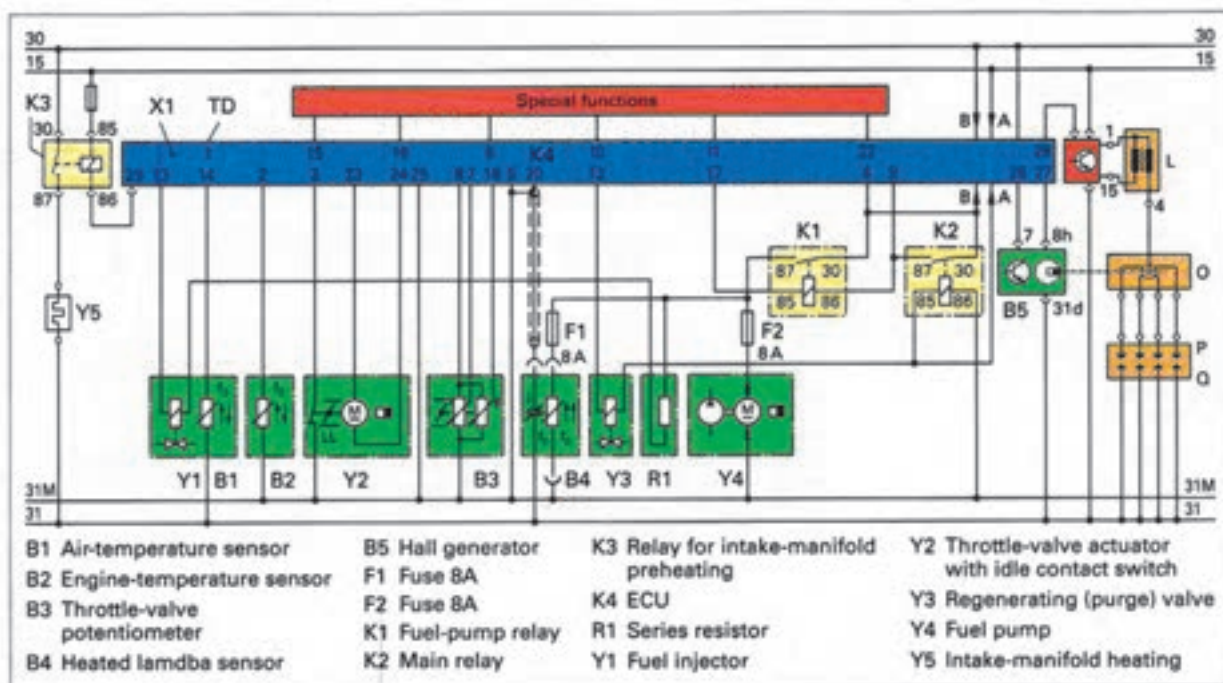 30 30
15 15
Special functions
K3 X1 TD
30 85
B A
1
L
15 16 6 K4 10 11 23 28
29 13 14 2 3 33 24 25 8 7 18 5 20 12 17 4 9 26 27
87 86
B A
15
4
K1 K2
7 8h
87 30 87 30
85 86 85 86
O
Y5 F1 F2 B5 31d
8A 8A
P
Q
LL M M
Y1 B1 B2 Y2 B3 B4 Y3 R1 Y4
31M 31M
31 31
B1 Air-temperature sensor
B2 Engine-temperature sensor
B3 Throttle-valve
potentiometer
B4 Heated lamdba sensor
B5 Hall generator
F1 Fuse 8A
F2 Fuse 8A
K1 Fuel-pump relay
K2 Main relay
K3 Relay for intake-manifold
preheating
K4 ECU
R1 Series resistor
Y1 Fuel injector
Y2 Throttle-valve actuator
with idle contact switch
Y3 Regenerating (purge) valve
Y4 Fuel pump
Y5 Intake-manifold heating